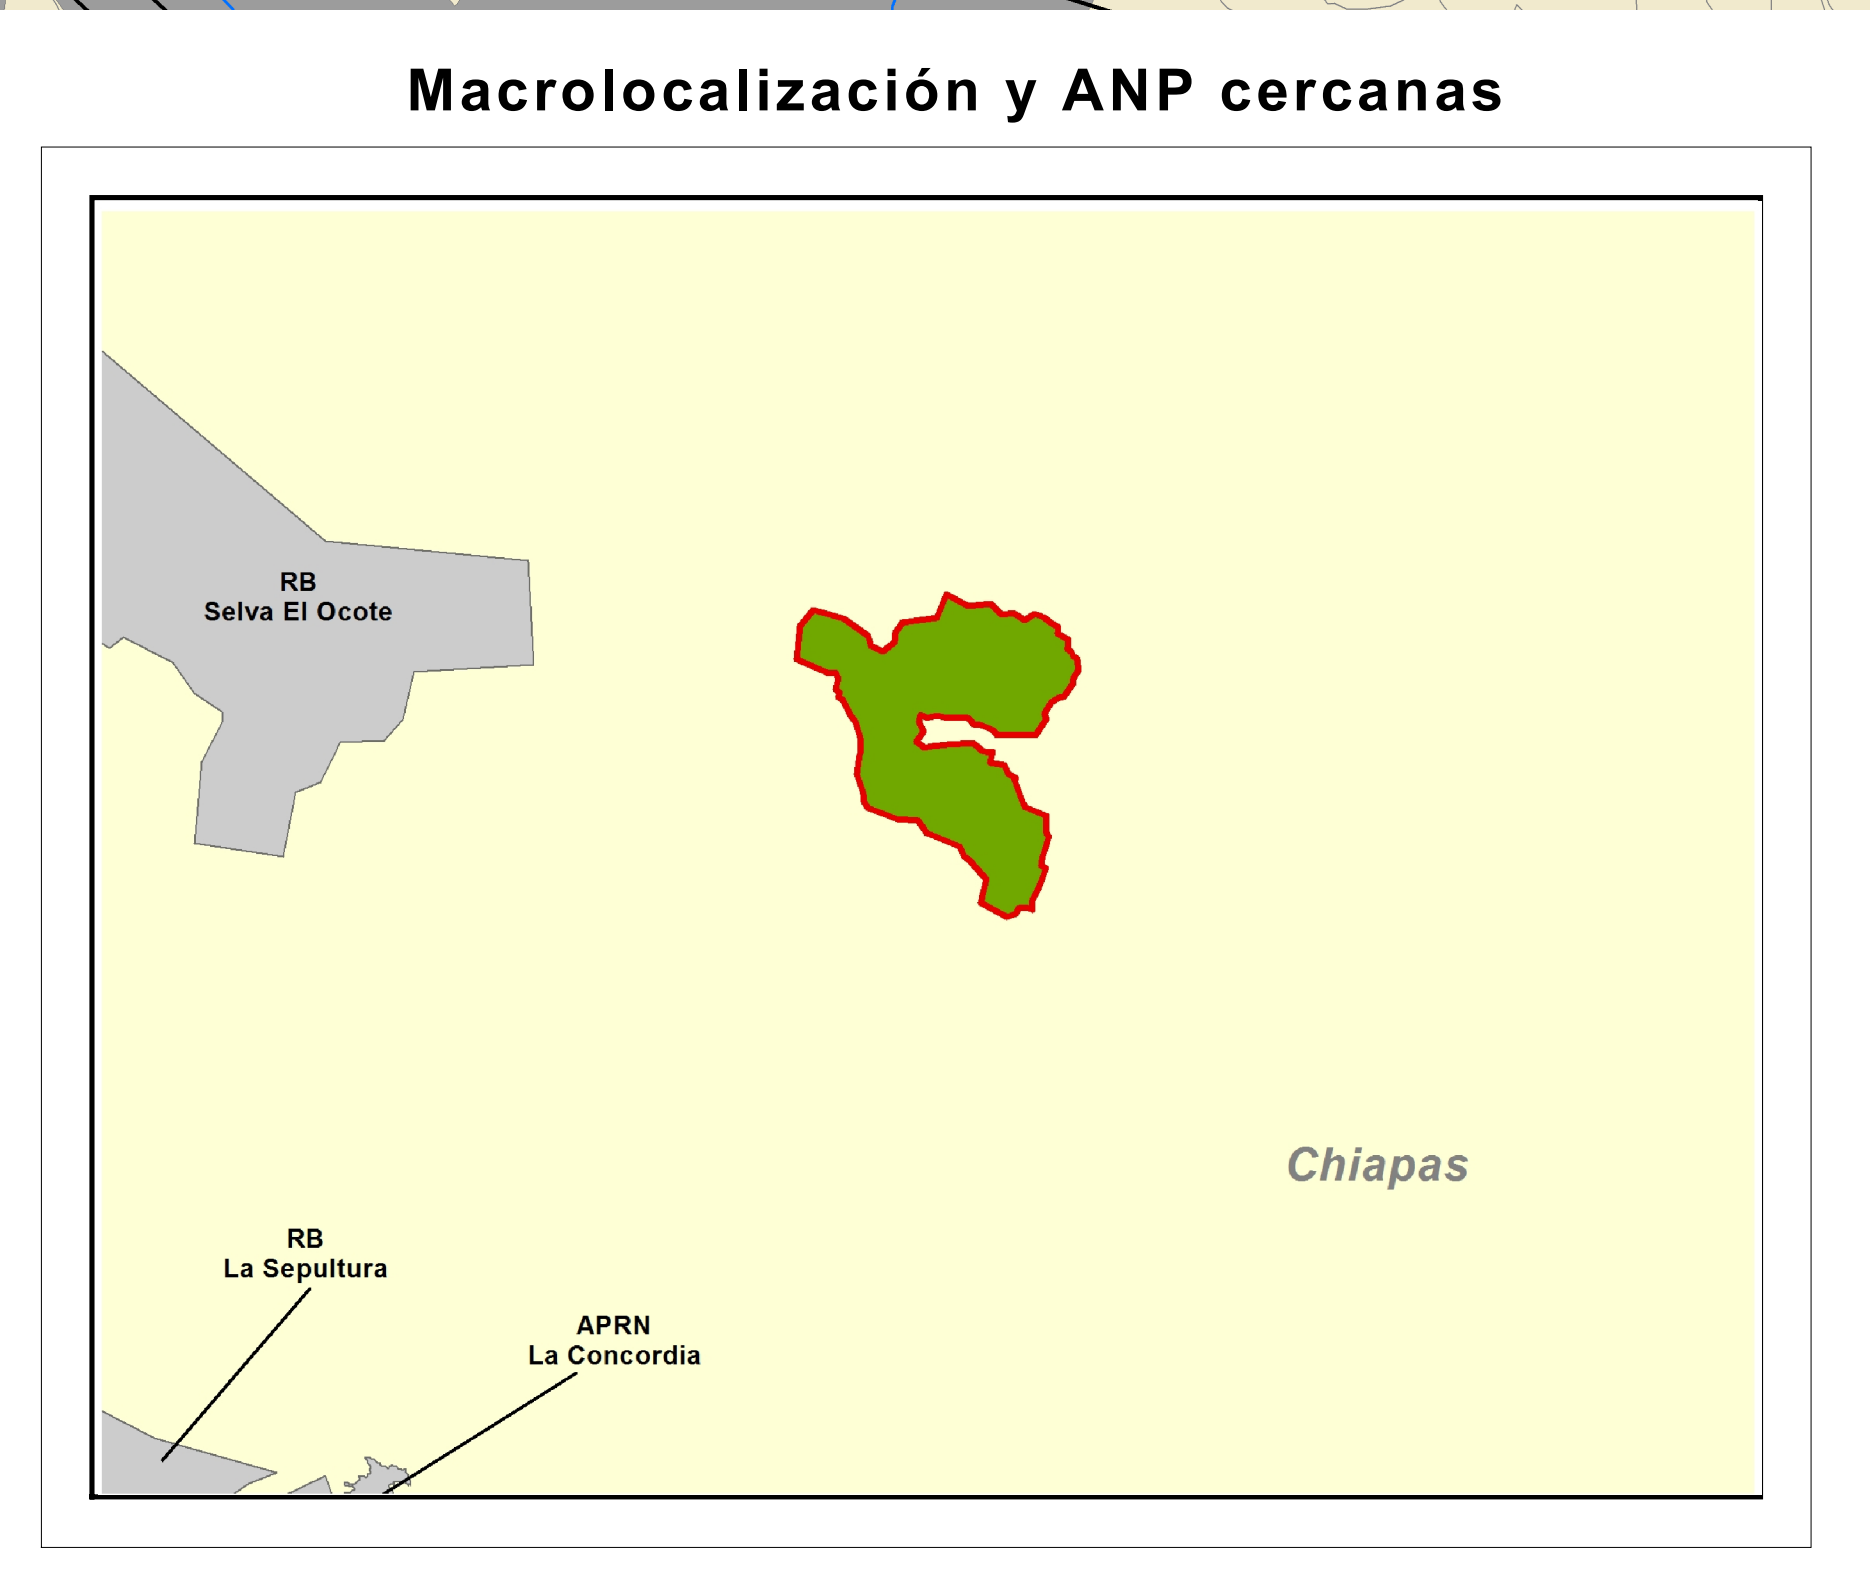 Macrolocalización y ANP cercanas
RB
Selva El Ocote
Chiapas
RB
La Sepultura
APRN
La Concordia